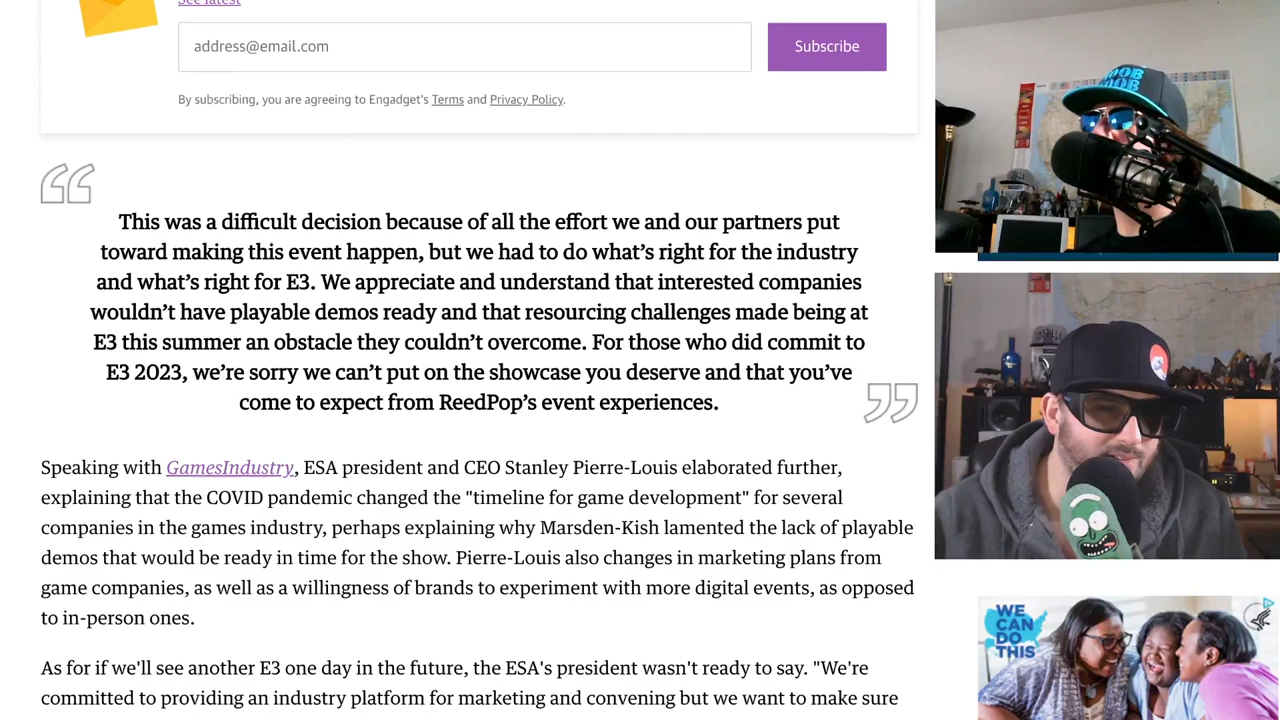 See latest
address@email.com
Subscribe
By subscribing, you are agreeing to Engadget's Terms and Privacy Policy.
This was a difficult decision because of all the effort we and our partners put
toward making this event happen, but we had to do what’s right for the industry
and what’s right for E3. We appreciate and understand that interested companies
wouldn’t have playable demos ready and that resourcing challenges made being at
E3 this summer an obstacle they couldn’t overcome. For those who did commit to
E3 2023, we’re sorry we can’t put on the showcase you deserve and that you’ve
come to expect from ReedPop’s event experiences.
Speaking with GamesIndustry, ESA president and CEO Stanley Pierre-Louis elaborated further,
explaining that the COVID pandemic changed the "timeline for game development" for several
companies in the games industry, perhaps explaining why Marsden-Kish lamented the lack of playable
demos that would be ready in time for the show. Pierre-Louis also changes in marketing plans from
game companies, as well as a willingness of brands to experiment with more digital events, as opposed
to in-person ones.
As for if we'll see another E3 one day in the future, the ESA's president wasn't ready to say. "We're
committed to providing an industry platform for marketing and convening but we want to make sure
WE
CAN DO
THIS